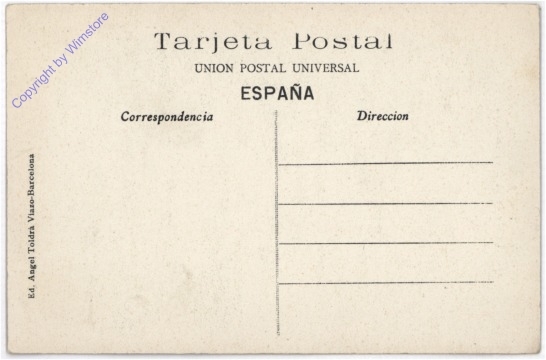 Tarjeta Postal
UNION POSTAL UNIVERSAL
ESPAÑA
Correspondencia
Direccion
Ed. Angel Toldrá Viazo-Barcelona
Copyright by Wimstore